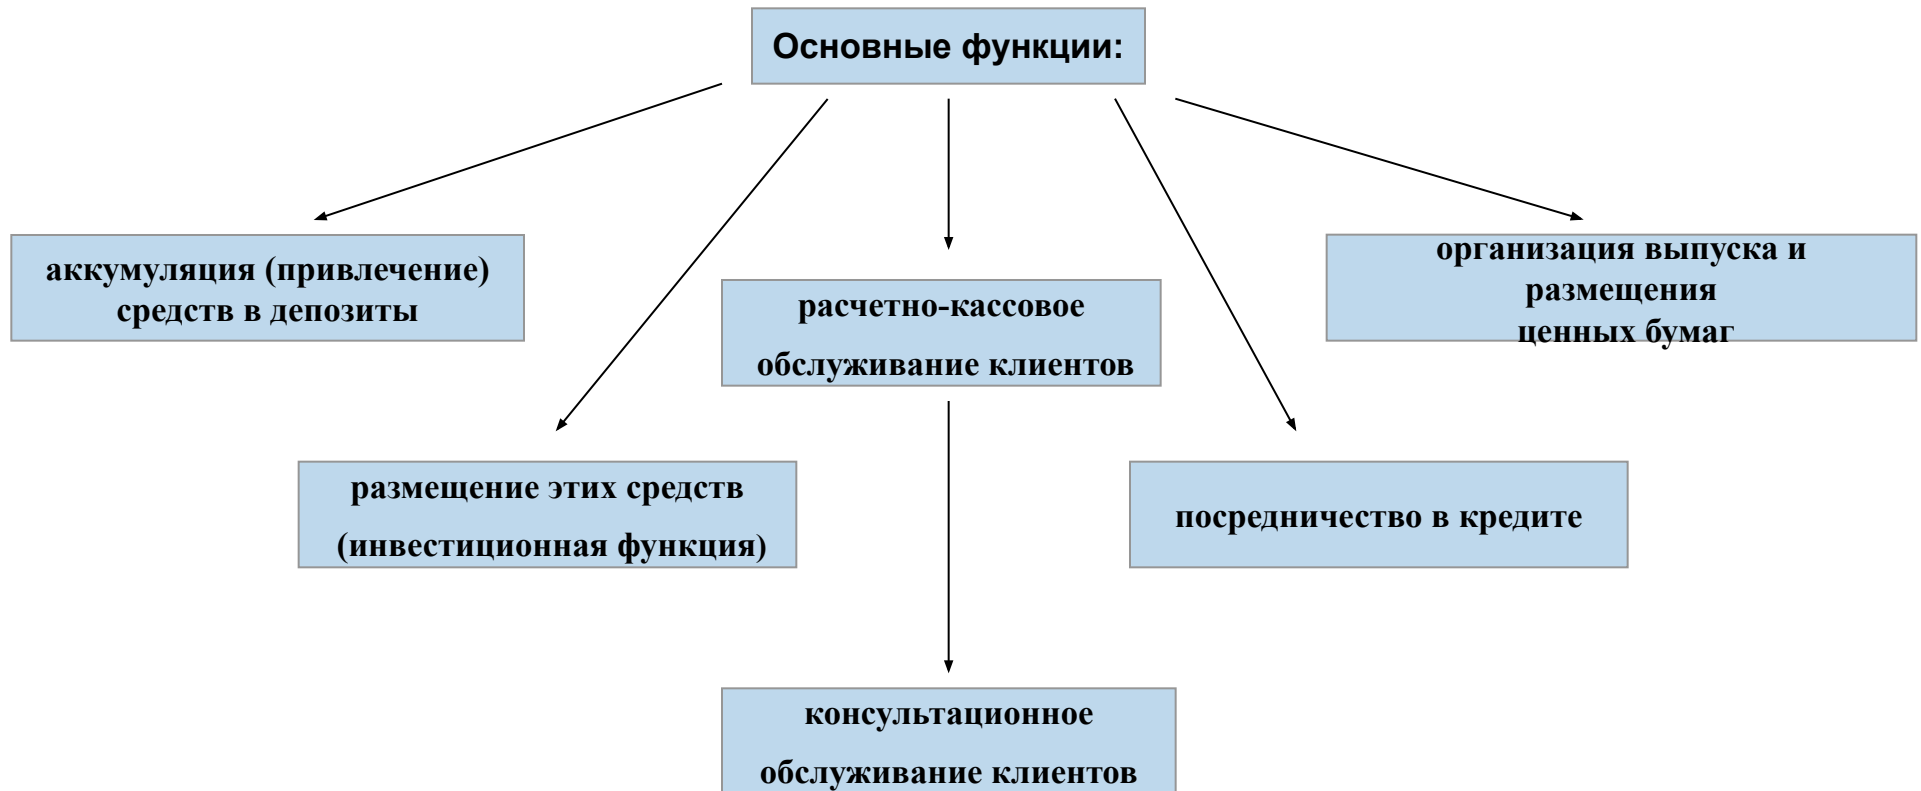 Основные функции:
аккумуляция (привлечение)
средств в депозиты
расчетно-кассовое
обслуживание клиентов
организация выпуска и
размещения
ценных бумаг
размещение этих средств
(инвестиционная функция)
посредничество в кредите
консультационное
обслуживание клиентов